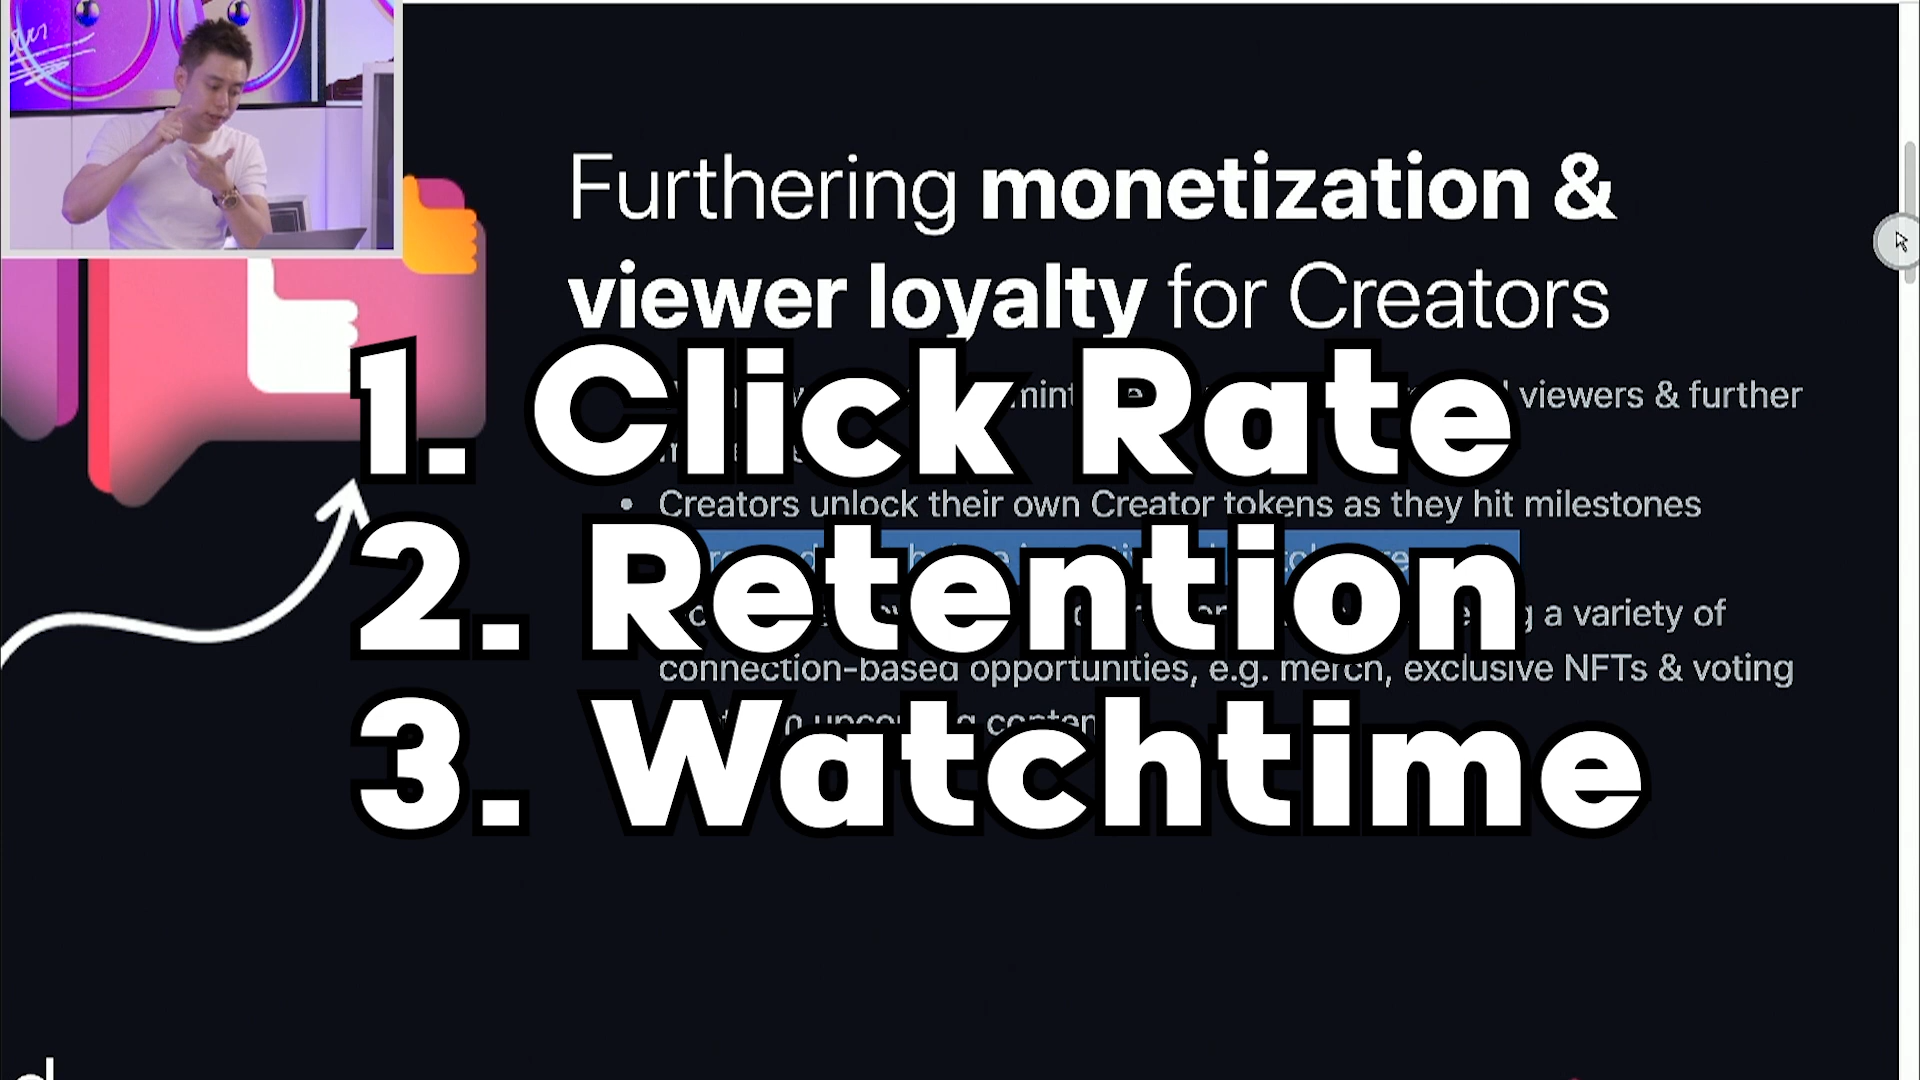 Furthering monetization &
viewer loyalty for Creators
viewers & further
1. Click Rate
• Creators unlock their own Creator tokens as they hit milestones
2. Retention
a variety of
connection-based opportunities, e.g. merch, exclusive NFTs & voting
3. Watchtime